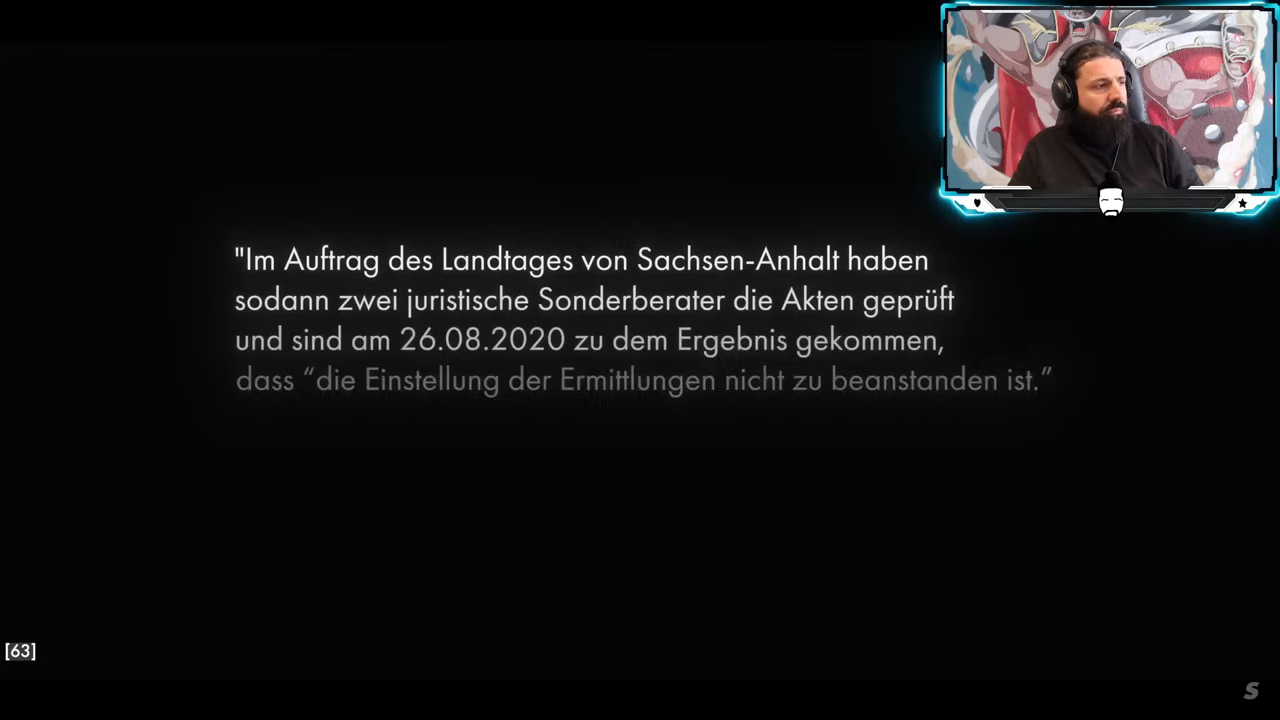 "Im Auftrag des Landtages von Sachsen-Anhalt haben
sodann zwei juristische Sonderberater die Akten geprüft
und sind am 26.08.2020 zu dem Ergebnis gekommen,
dass “die Einstellung der Ermittlungen nicht zu beanstanden ist.”
[63]
S